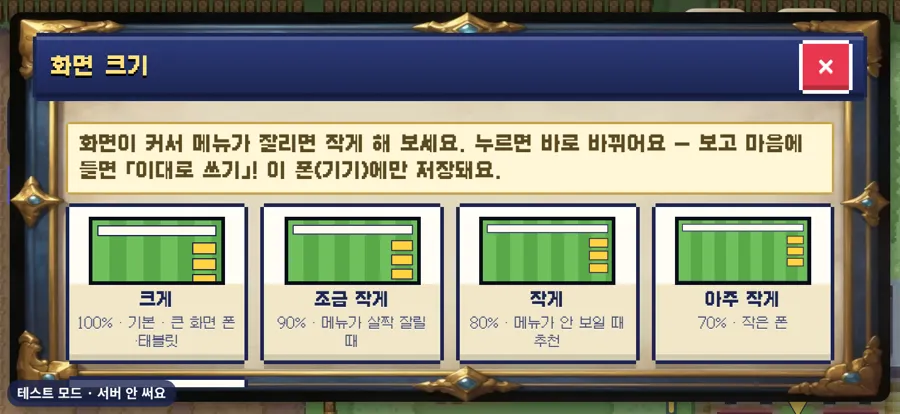 화면 크기
×
화면이 커서 메뉴가 잘리면 작게 해 보세요. 누르면 바로 바뀌어요 — 보고 마음에
들면 「이대로 쓰기」! 이 폰(기기)에만 저장돼요.
크게
100% · 기본 · 큰 화면 폰
·태블릿
조금 작게
90% · 메뉴가 살짝 잘릴
때
작게
80% · 메뉴가 안 보일 때
추천
아주 작게
70% · 작은 폰
테스트 모드 · 서버 안 써요